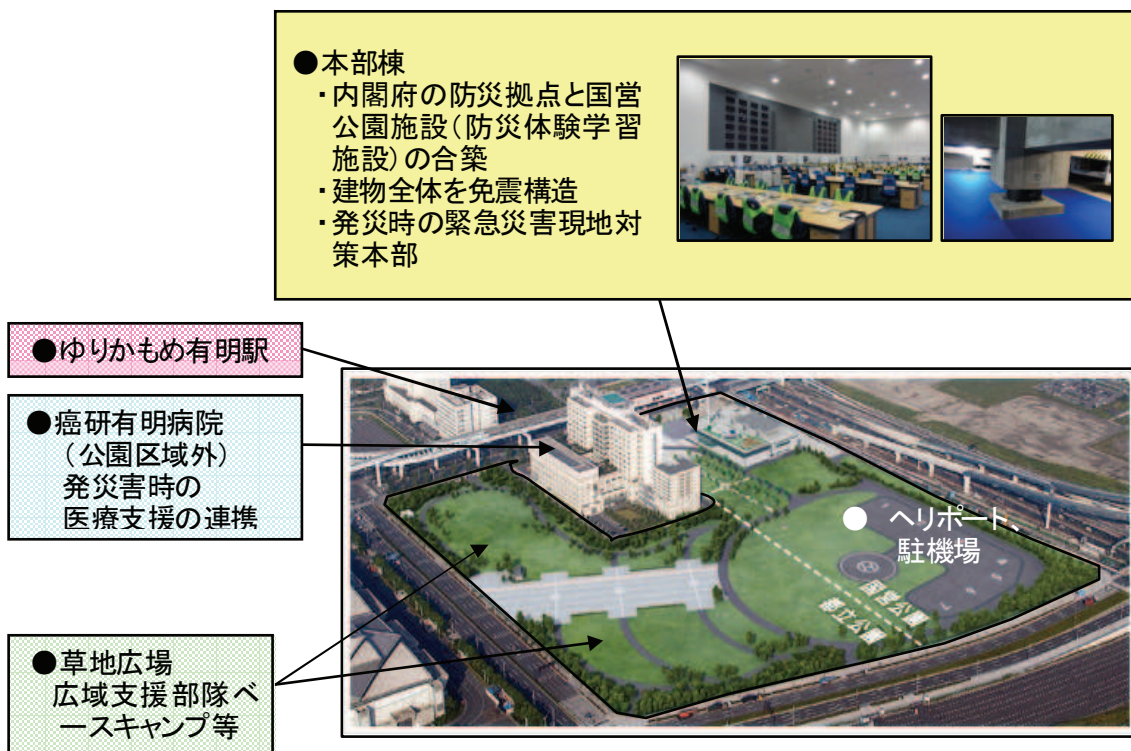 ●本部棟
・内閣府の防災拠点と国営
公園施設(防災体験学習
施設)の合築
・建物全体を免震構造
・発災時の緊急災害現地対
策本部
●ゆりかもめ有明駅
●癌研有明病院
(公園区域外)
発災害時の
医療支援の連携
● ヘリポート、
駐機場
国営公園
都立公園
●草地広場
広域支援部隊ベ
ースキャンプ等